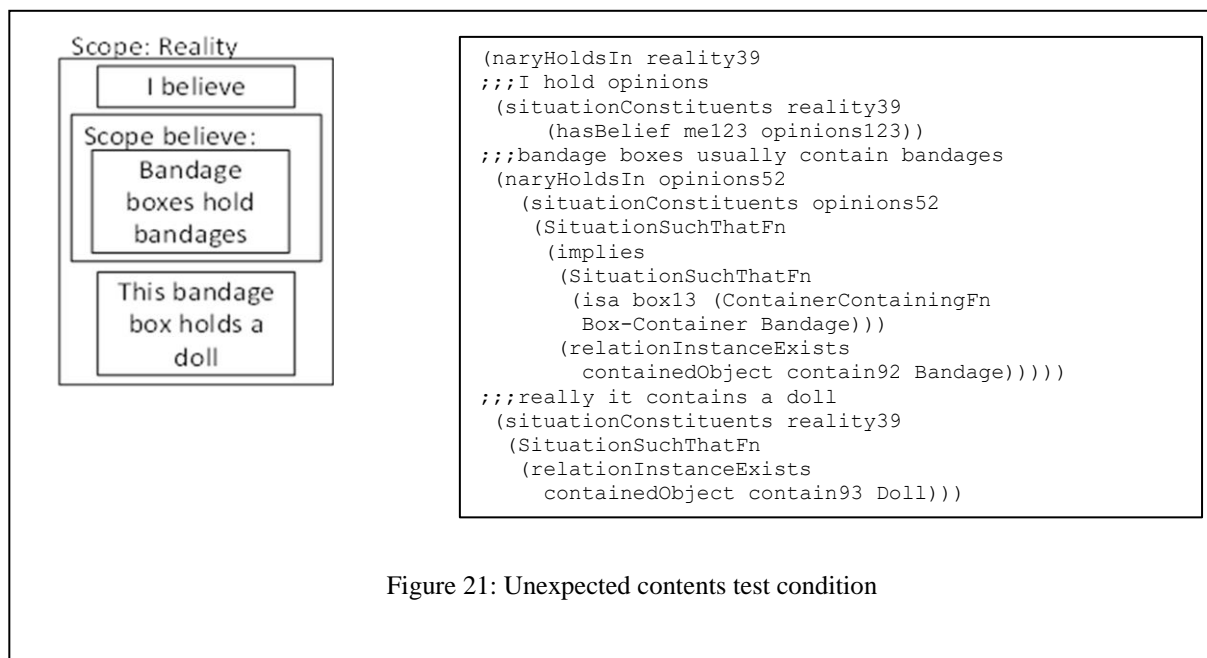 Scope: Reality
I believe
Scope believe:
Bandage
boxes hold
bandages
This bandage
box holds a
doll
(naryHoldsIn reality39
;;;I hold opinions
(situationConstituents reality39
(hasBelief me123 opinions123))
;;;bandage boxes usually contain bandages
(naryHoldsIn opinions52
(situationConstituents opinions52
(SituationSuchThatFn
(implies
(SituationSuchThatFn
(isa box13 (ContainerContainingFn
Box-Container Bandage)))
(relationInstanceExists
containedObject contain92 Bandage)))))
;;;really it contains a doll
(situationConstituents reality39
(SituationSuchThatFn
(relationInstanceExists
containedObject contain93 Doll)))
Figure 21: Unexpected contents test condition